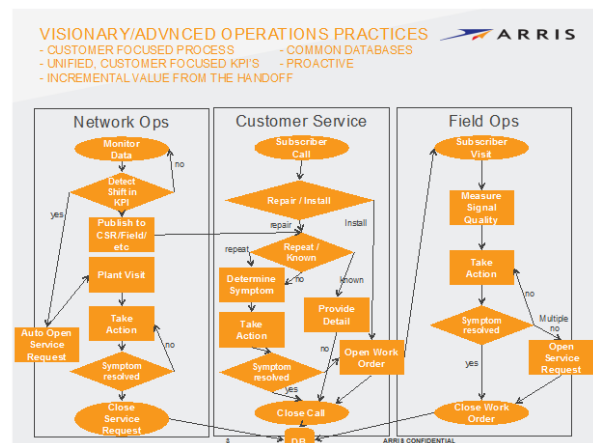 VISIONARY/ADVNCED OPERATIONS PRACTICES
ARRIS
- CUSTOMER FOCUSED PROCESS
- COMMON DATABASES
- UNIFIED, CUSTOMER FOCUSED KPI'S
- PROACTIVE
- INCREMENTAL VALUE FROM THE HANDOFF
Network Ops
Monitor
Data
no
Detect
Shift in
KPI
yes
Publish to
CSR/Field/
etc
Plant Visit
Take
Action
Auto Open
Service
Request
no
Symptom
resolved
Close
Service
Request
Customer Service
Subscriber
Call
Repair / Install
repair
Install
Repeat /
Known
repeat
no
known
Determine
Symptom
Provide
Detail
Take
Action
no
Open Work
Order
Symptom
resolved
yes
Close Call
DB
Field Ops
Subscriber
Visit
Measure
Signal
Quality
Take
Action
no
Symptom
resolved
Multiple
no
yes
Open
Service
Request
Close Work
Order
ARRIS CONFIDENTIAL